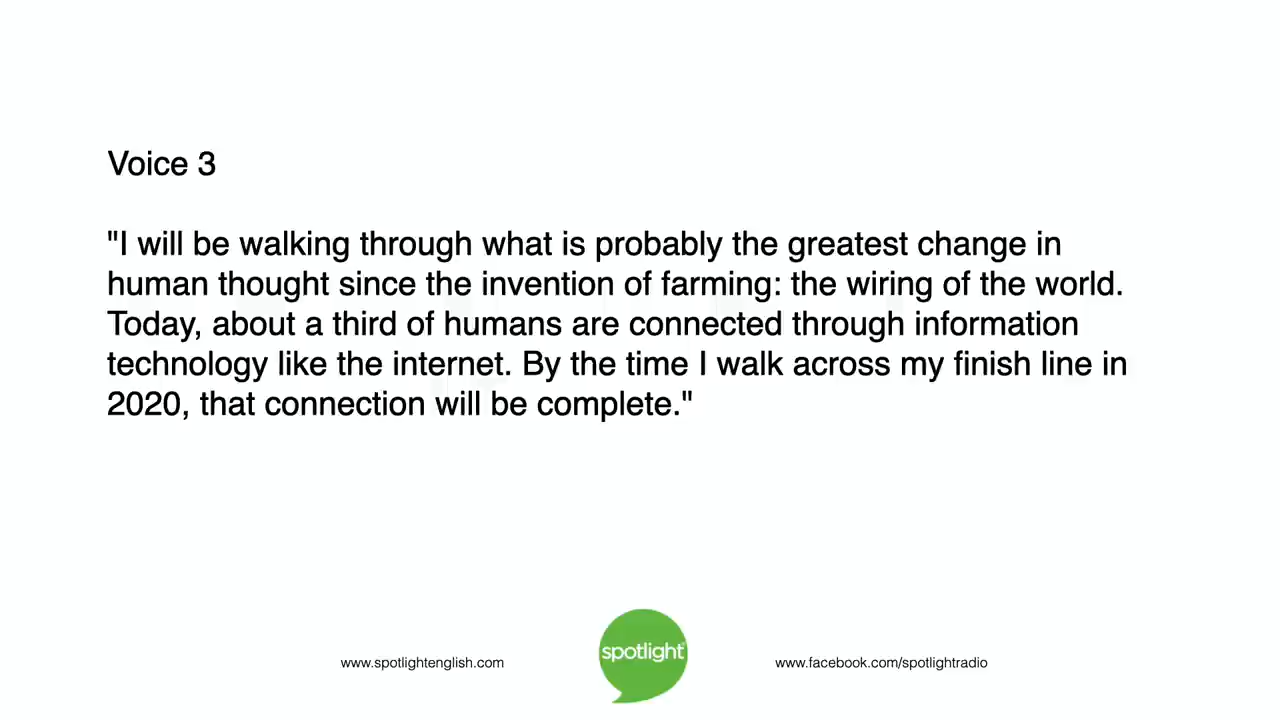 Voice 3
"I will be walking through what is probably the greatest change in
human thought since the invention of farming: the wiring of the world.
Today, about a third of humans are connected through information
technology like the internet. By the time I walk across my finish line in
2020, that connection will be complete."
www.spotlightenglish.com
spotlight
www.facebook.com/spotlightradio